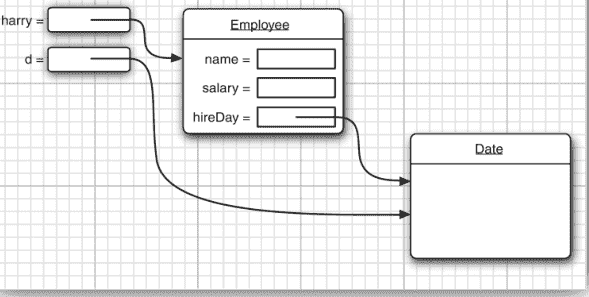 harry =
d =
Employee
name =
salary =
hireDay =
Date